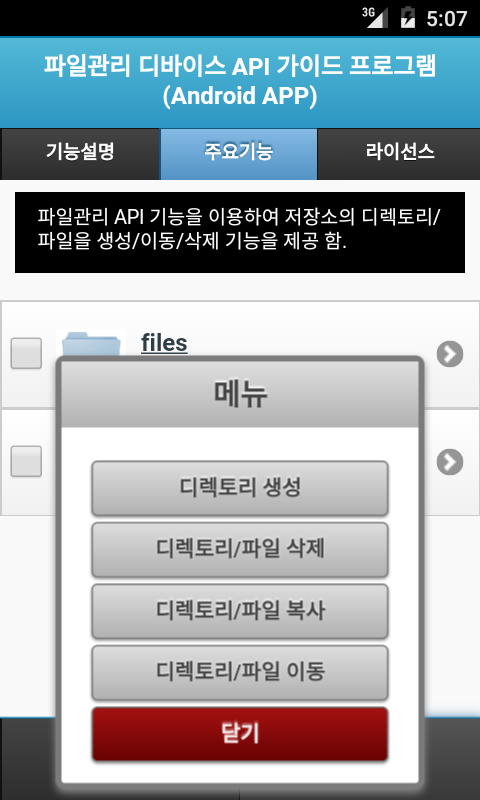 3G 5:07
파일관리 디바이스 API 가이드 프로그램
(Android APP)
기능설명 주요기능 라이선스
파일관리 API 기능을 이용하여 저장소의 디렉토리/
파일을 생성/이동/삭제 기능을 제공 함.
files
메뉴
디렉토리 생성
디렉토리/파일 삭제
디렉토리/파일 복사
디렉토리/파일 이동
닫기